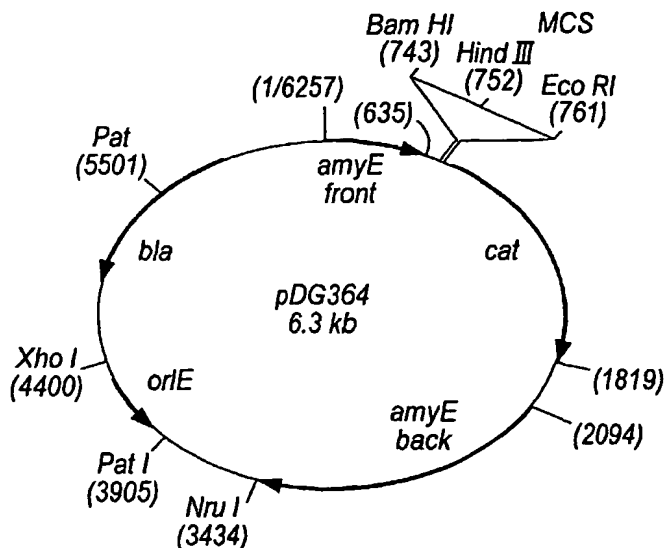 Bam HI
(743)
MCS
Hind III
(752)
Eco RI
(761)
(1/6257)
(635)
Pat
(5501)
amyE
front
bla
cat
pDG364
6.3 kb
Xho I
(4400)
orIE
(1819)
amyE
back
(2094)
Pat I
(3905)
Nru I
(3434)